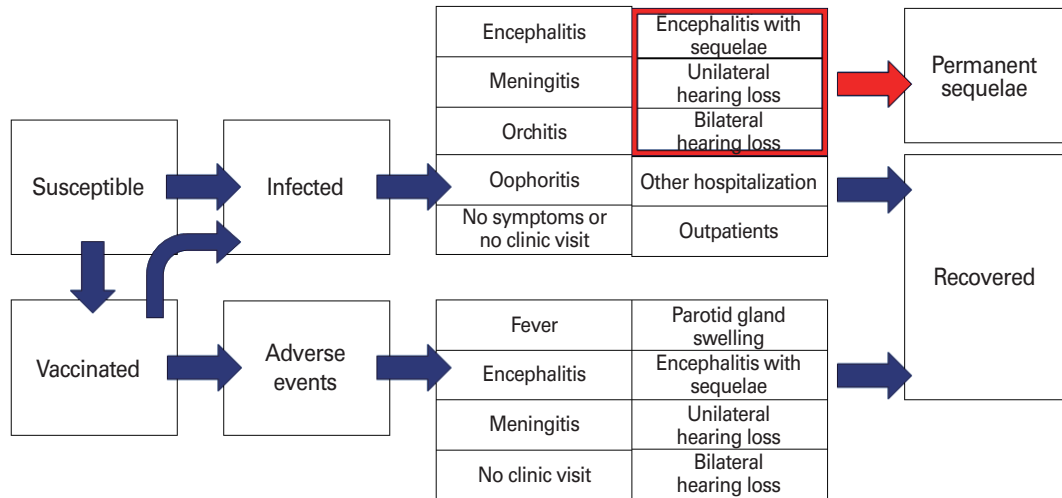 Susceptible
Infected
Vaccinated
Adverse
events
Encephalitis
Meningitis
Orchitis
Oophoritis
No symptoms or
no clinic visit
Encephalitis with
sequelae
Unilateral
hearing loss
Bilateral
hearing loss
Other hospitalization
Outpatients
Fever
Encephalitis
Meningitis
No clinic visit
Parotid gland
swelling
Encephalitis with
sequelae
Unilateral
hearing loss
Bilateral
hearing loss
Permanent
sequelae
Recovered